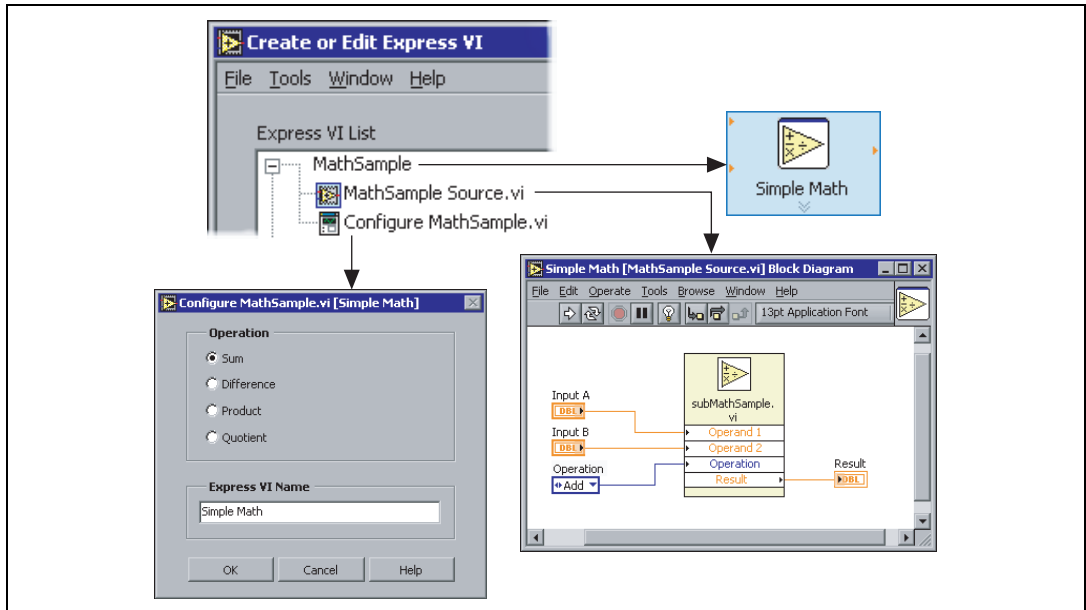 Create or Edit Express VI
File Tools Window Help
Express VI List
MathSample
MathSample Source.vi
Configure MathSample.vi
Simple Math
Configure MathSample.vi [Simple Math]
Operation
Sum
Difference
Product
Quotient
Express VI Name
Simple Math
OK Cancel Help
Simple Math [MathSample Source.vi] Block Diagram
File Edit Operate Tools Browse Window Help
13pt Application Font
Input A
DBL
Input B
DBL
Operation
Add
subMathSample.
vi
Operand 1
Operand 2
Operation
Result
Result
DBL